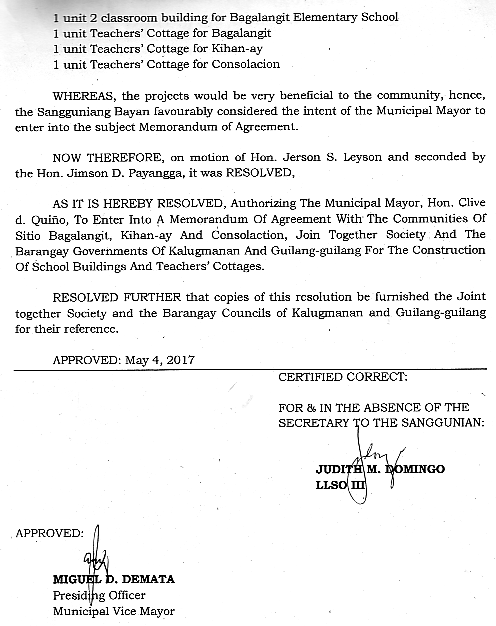 1 unit 2 classroom building for Bagalangit Elementary School
1 unit Teachers' Cottage for Bagalangit
1 unit Teachers' Cottage for Kihan-ay
1 unit Teachers' Cottage for Consolacion
WHEREAS, the projects would be very beneficial to the community, hence,
the Sangguniang Bayan favourably considered the intent of the Municipal Mayor to
enter into the subject Memorandum of Agreement.
NOW THEREFORE, on motion of Hon. Jerson S. Leyson and seconded by
the Hon. Jimson D. Payangga, it was RESOLVED,
AS IT IS HEREBY RESOLVED, Authorizing The Municipal Mayor, Hon. Clive
d. Quiño, To Enter Into A Memorandum Of Agreement With The Communities Of
Sitio Bagalangit, Kihan-ay And Consolaction, Join Together Society And The
Barangay Governments Of Kalugmanan And Guilang-guilang For The Construction
Of School Buildings And Teachers' Cottages.
RESOLVED FURTHER that copies of this resolution be furnished the Joint
together Society and the Barangay Councils of Kalugmanan and Guilang-guilang
for their reference.
APPROVED: May 4, 2017
CERTIFIED CORRECT:
FOR & IN THE ABSENCE OF THE
SECRETARY TO THE SANGGUNIAN:
JUDITH M. DOMINGO
LLSO III
APPROVED:
MIGUEL D. DEMATA
Presiding Officer
Municipal Vice Mayor